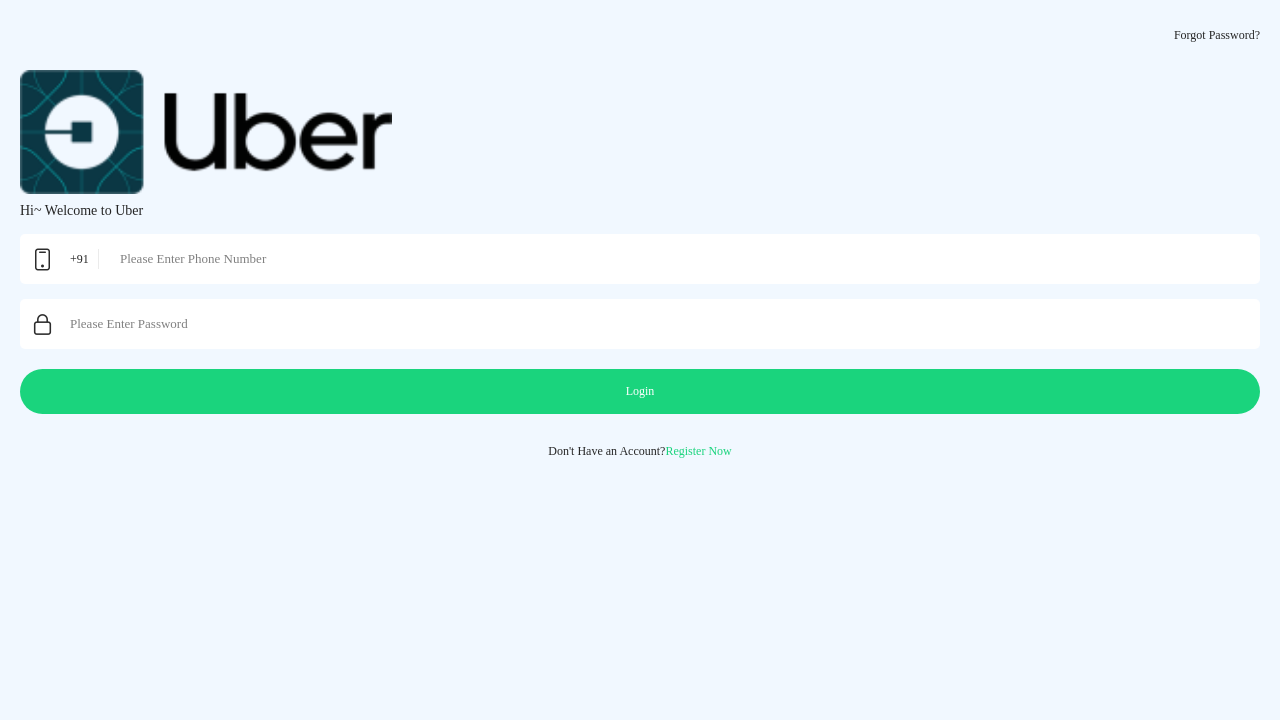 Forgot Password?
Uber
Hi~ Welcome to Uber
+91 Please Enter Phone Number
Please Enter Password
Login
Don't Have an Account?Register Now